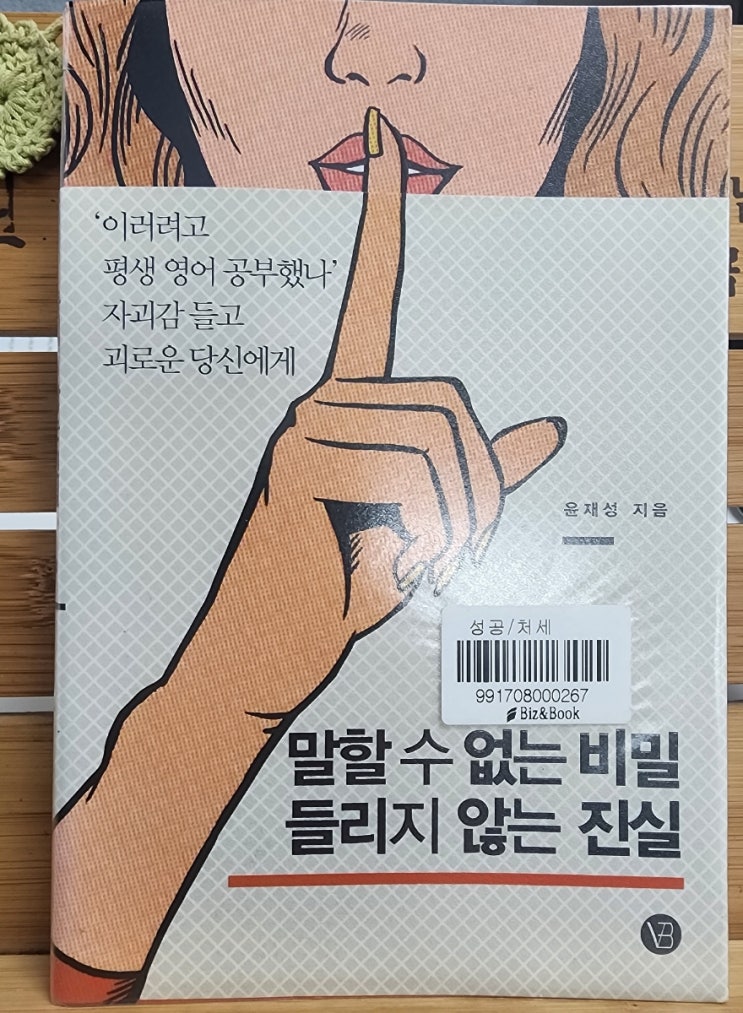 '이러려고
평생 영어 공부했나'
자괴감 들고
괴로운 당신에게
윤재성 지음
성공/처세
991708000267
Biz&Book
말할 수 없는 비밀
들리지 않는 진실
VB